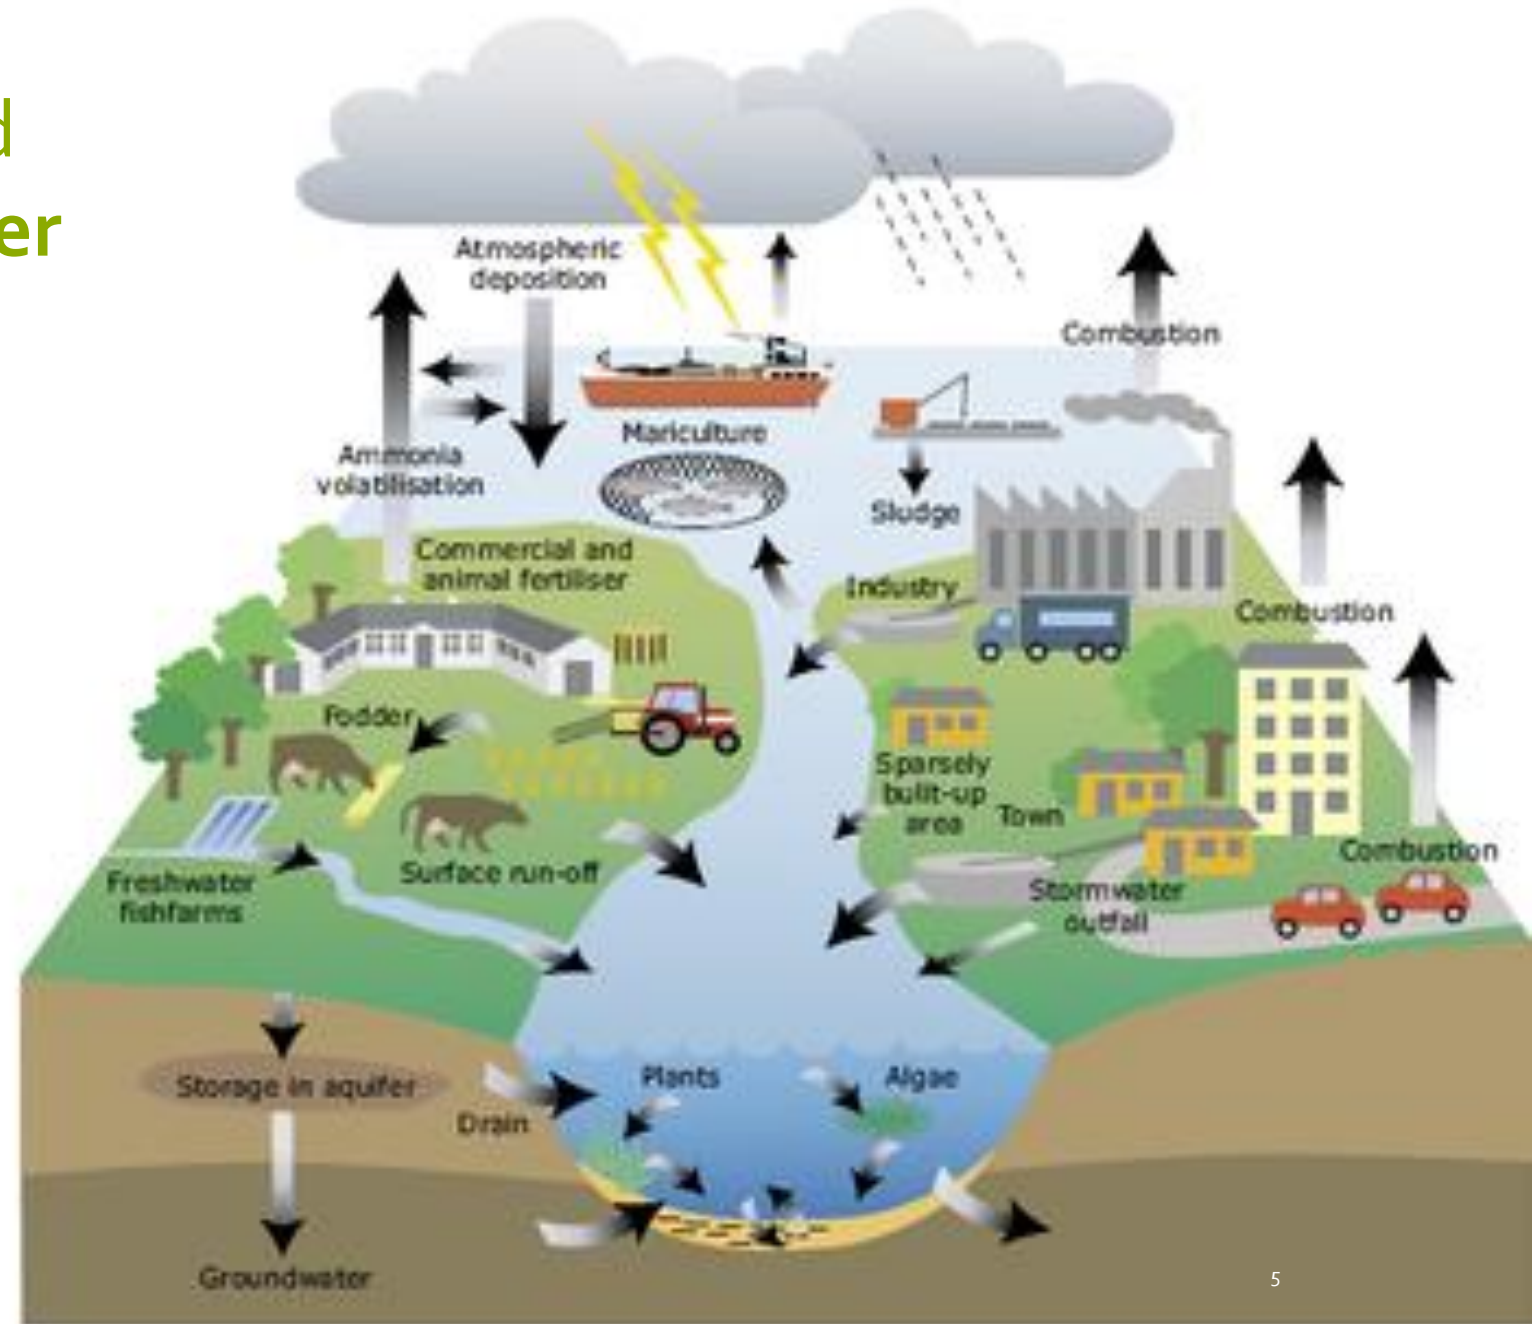 d
er
Atmospheric
deposition
Combustion
Mariculture
Ammonia
volatilisation
Sludge
Commercial and
animal fertiliser
Industry
Combustion
Fodder
Sparsely
built-up
area
Town
Combustion
Surface run-off
Freshwater
fishfarms
Stormwater
outfall
Plants
Algae
Storage in aquifer
Drain
Groundwater
5